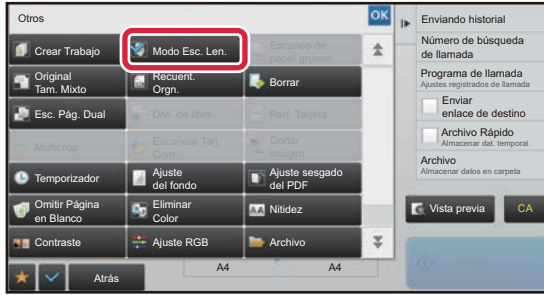 Otros
OK
Crear Trabajo
Modo Esc. Len.
Escaneo de
papel grueso
Original
Tam. Mixto
Recuent.
Orgn.
Borrar
Esc. Pág. Dual
Divi. de libro
Perf. Tarjeta
Multicrop
Escanear Tarj.
Com.
Cortar
imagen
Temporizador
Ajuste
del fondo
Ajuste sesgado
del PDF
Omitir Página
en Blanco
Eliminar
Color
Nitidez
Contraste
Ajuste RGB
Archivo
Atrás
A4
A4
Enviando historial
Número de búsqueda
de llamada
Programa de llamada
Ajustes registrados de llamada
Enviar
enlace de destino
Archivo Rápido
Almacenar dat. temporal.
Archivo
Almacenar datos en carpeta
Vista previa
CA